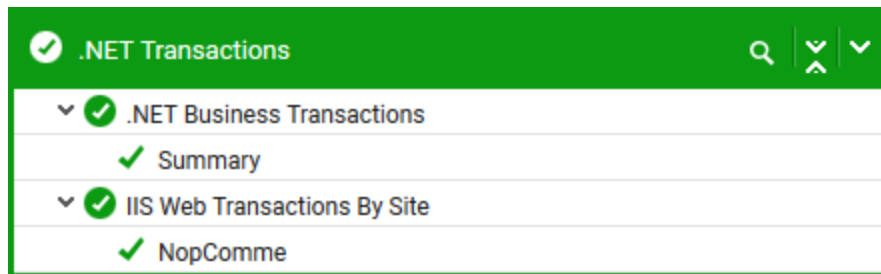 .NET Transactions
.NET Business Transactions
Summary
IIS Web Transactions By Site
NopComme